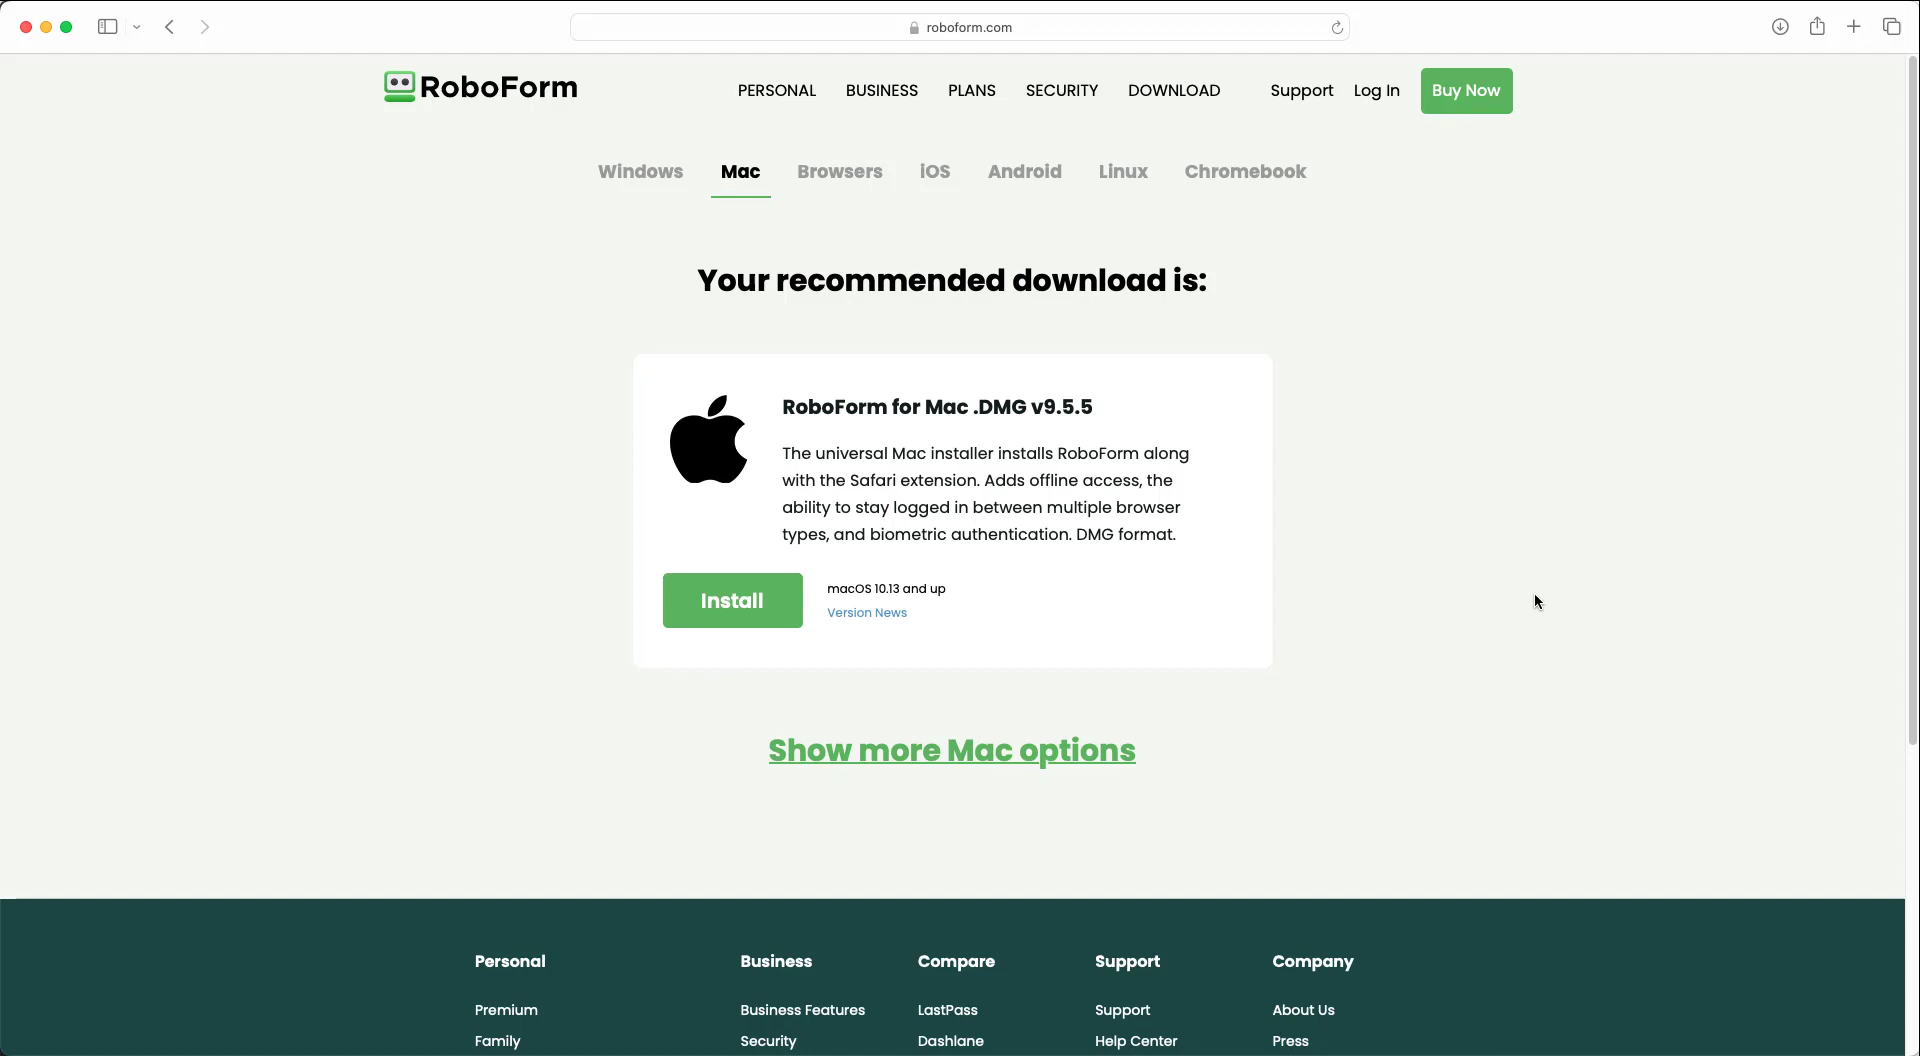 roboform.com
RoboForm
PERSONAL BUSINESS PLANS SECURITY DOWNLOAD Support Log In Buy Now
Windows Mac Browsers iOS Android Linux Chromebook
Your recommended download is:
RoboForm for Mac .DMG v9.5.5
The universal Mac installer installs RoboForm along
with the Safari extension. Adds offline access, the
ability to stay logged in between multiple browser
types, and biometric authentication. DMG format.
Install
macOS 10.13 and up
Version News
Show more Mac options
Personal Business Compare Support Company
Premium Business Features LastPass Support About Us
Family Security Dashlane Help Center Press